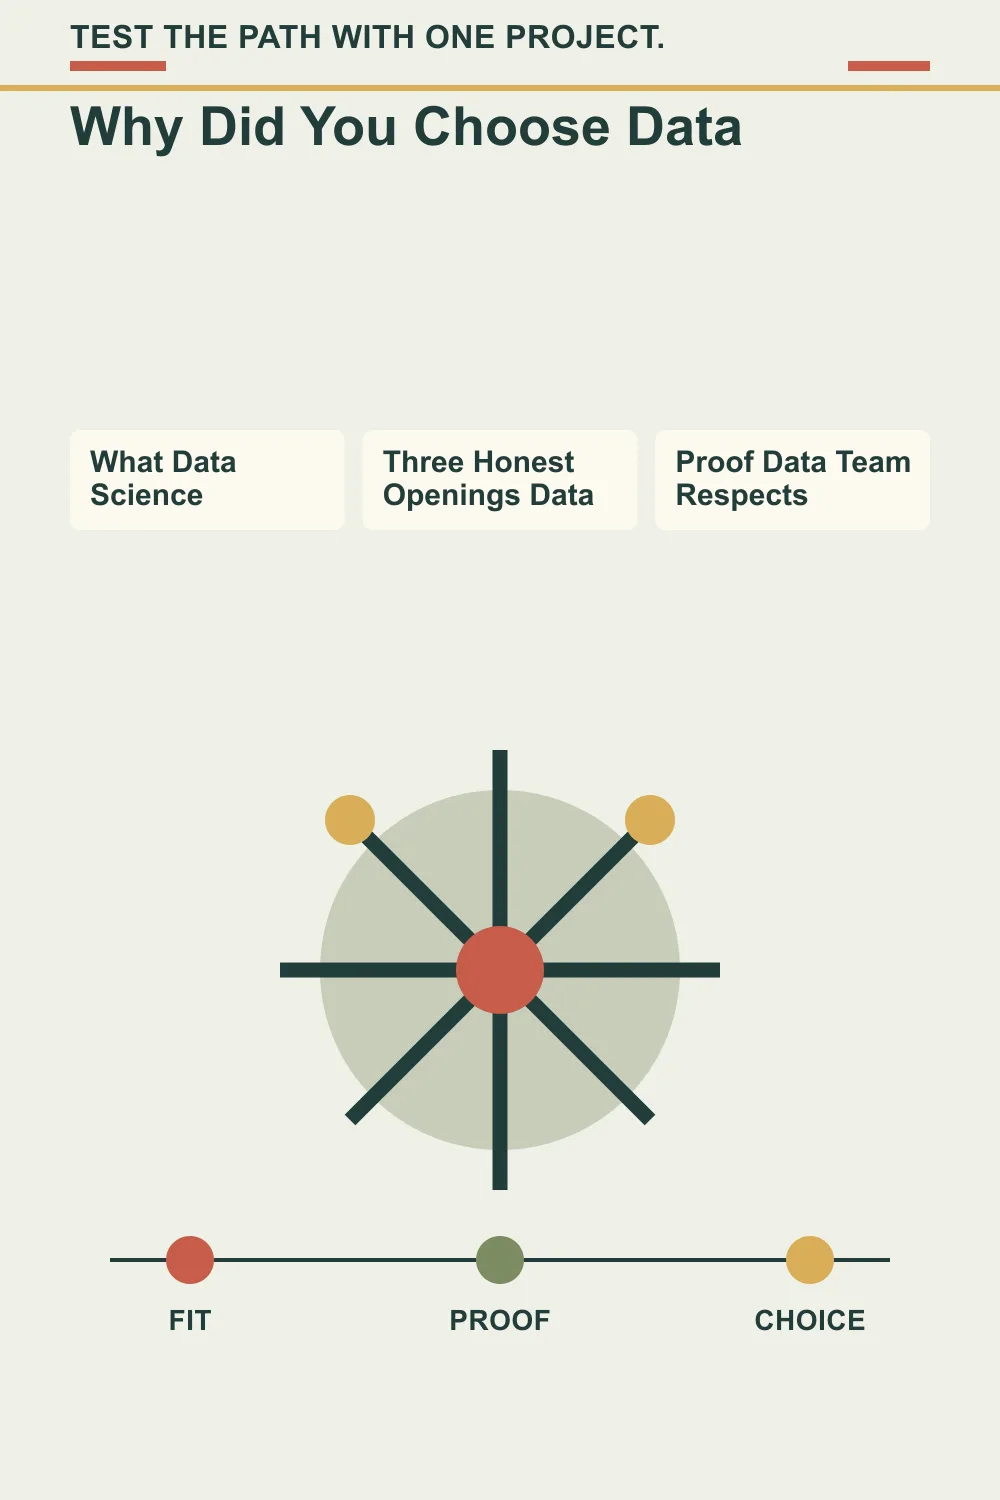 TEST THE PATH WITH ONE PROJECT.
Why Did You Choose Data
What Data
Science
Three Honest
Openings Data
Proof Data Team
Respects
FIT
PROOF
CHOICE